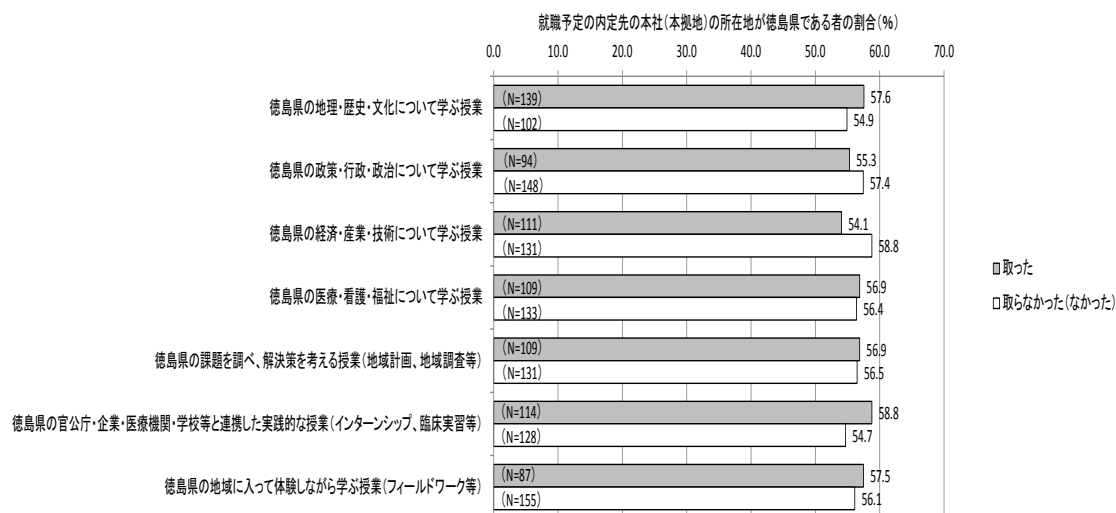 就職予定の内定先の本社(本拠地)の所在地が徳島県である者の割合(%)
0.0 10.0 20.0 30.0 40.0 50.0 60.0 70.0
徳島県の地理・歴史・文化について学ぶ授業
(N=139) 57.6
(N=102) 54.9
徳島県の政策・行政・政治について学ぶ授業
(N=94) 55.3
(N=148) 57.4
徳島県の経済・産業・技術について学ぶ授業
(N=111) 54.1
(N=131) 58.8
徳島県の医療・看護・福祉について学ぶ授業
(N=109) 56.9
(N=133) 56.4
徳島県の課題を調べ、解決策を考える授業(地域計画、地域調査等)
(N=109) 56.9
(N=131) 56.5
徳島県の官公庁・企業・医療機関・学校等と連携した実践的な授業(インターンシップ、臨床実習等)
(N=114) 58.8
(N=128) 54.7
徳島県の地域に入って体験しながら学ぶ授業(フィールドワーク等)
(N=87) 57.5
(N=155) 56.1
取った
取らなかった(なかった)